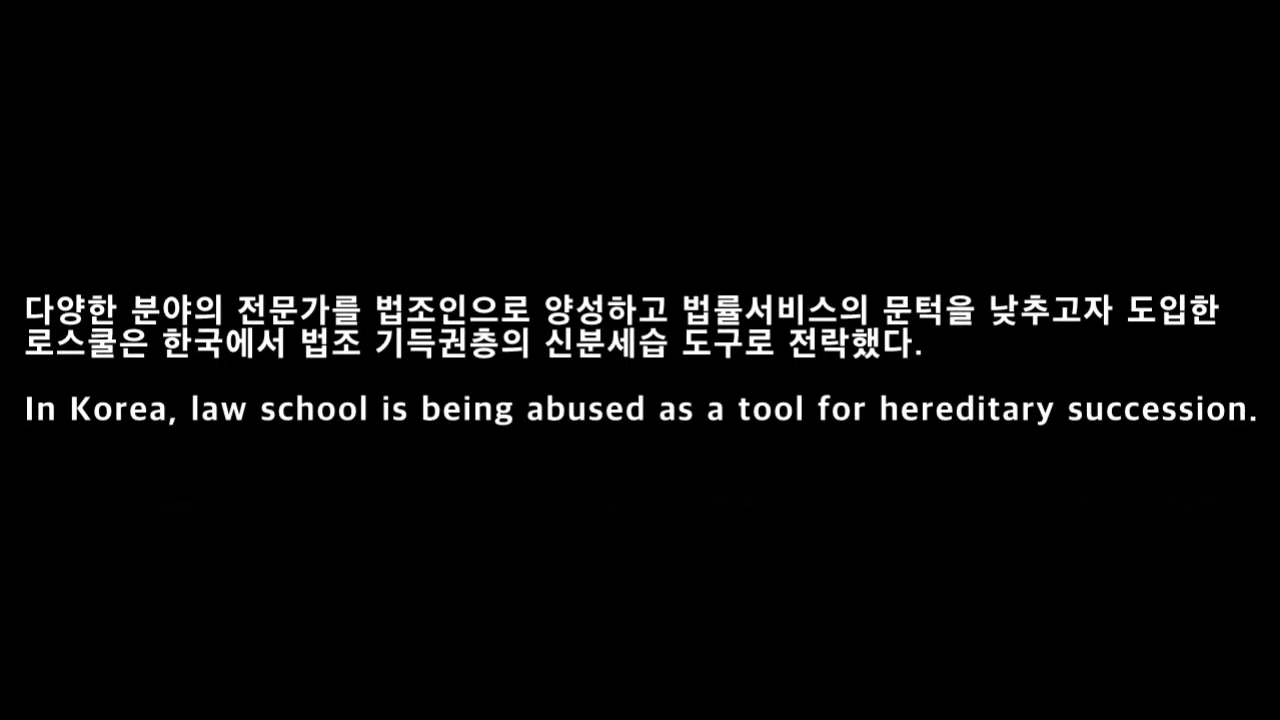 다양한 분야의 전문가를 법조인으로 양성하고 법률서비스의 문턱을 낮추고자 도입한
로스쿨은 한국에서 법조 기득권층의 신분세습 도구로 전락했다.
In Korea, law school is being abused as a tool for hereditary succession.